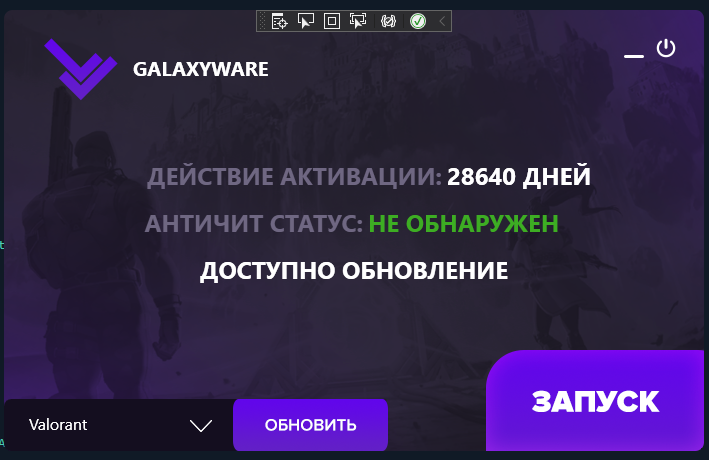 GALAXYWARE
ДЕЙСТВИЕ АКТИВАЦИИ: 28640 ДНЕЙ
АНТИЧИТ СТАТУС: НЕ ОБНАРУЖЕН
ДОСТУПНО ОБНОВЛЕНИЕ
ЗАПУСК
Valorant
ОБНОВИТЬ